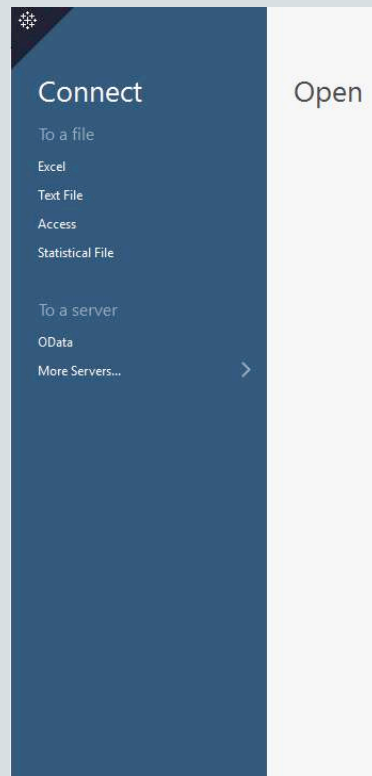 Connect
Open
To a file
Excel
Text File
Access
Statistical File
To a server
OData
More Servers...